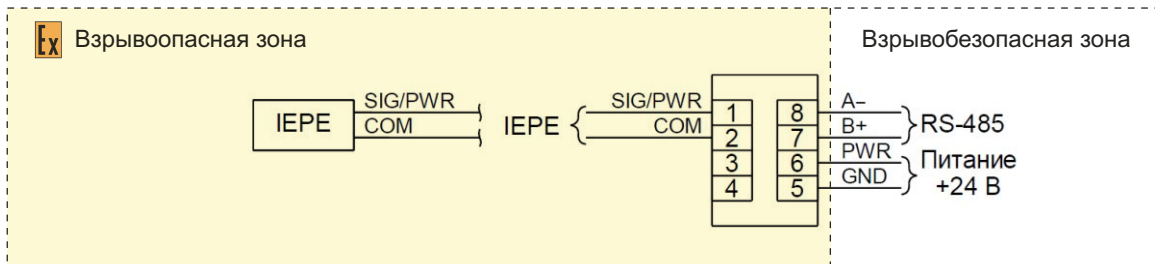 Ex Взрывоопасная зона
Взрывобезопасная зона
IEPE
SIG/PWR
COM
IEPE
SIG/PWR
COM
1
2
3
4
8
7
6
5
A–
B+
PWR
GND
RS-485
Питание
+24 В